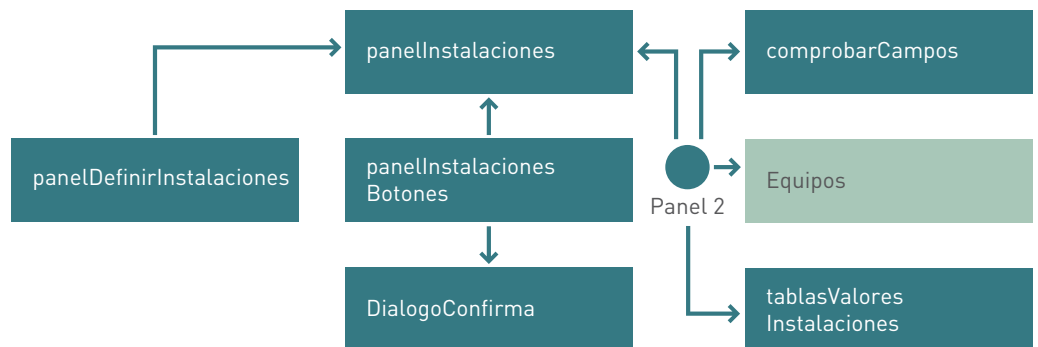 panelInstalaciones
comprobarCampos
panelDefinirInstalaciones
panelInstalaciones
Botones
Panel 2
Equipos
DialogoConfirma
tablasValores
Instalaciones